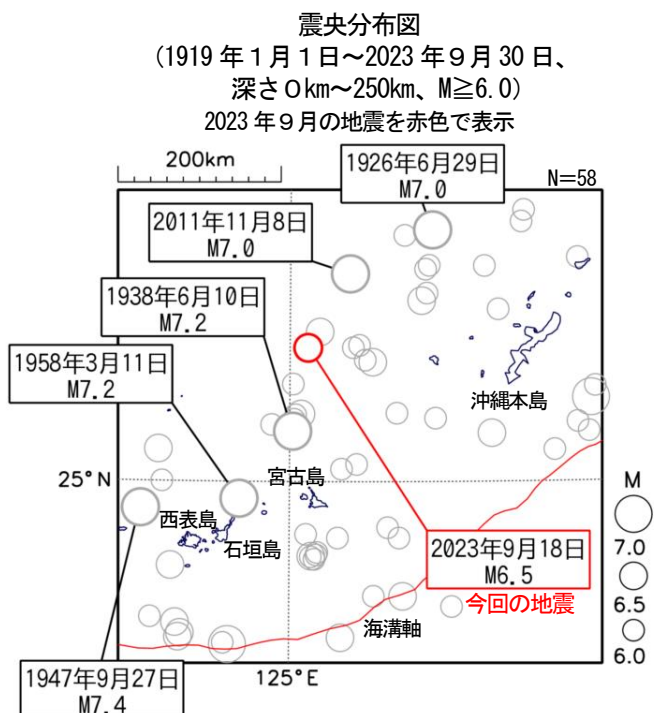 震央分布図
(1919年1月1日～2023年9月30日、
深さ0km～250km、M≧6.0)
2023年9月の地震を赤色で表示
200km
N=58
1926年6月29日
M7.0
2011年11月8日
M7.0
1938年6月10日
M7.2
1958年3月11日
M7.2
沖縄本島
25°N
宮古島
西表島
石垣島
M
7.0
6.5
6.0
2023年9月18日
M6.5
今回の地震
海溝軸
1947年9月27日
M7.4
125°E